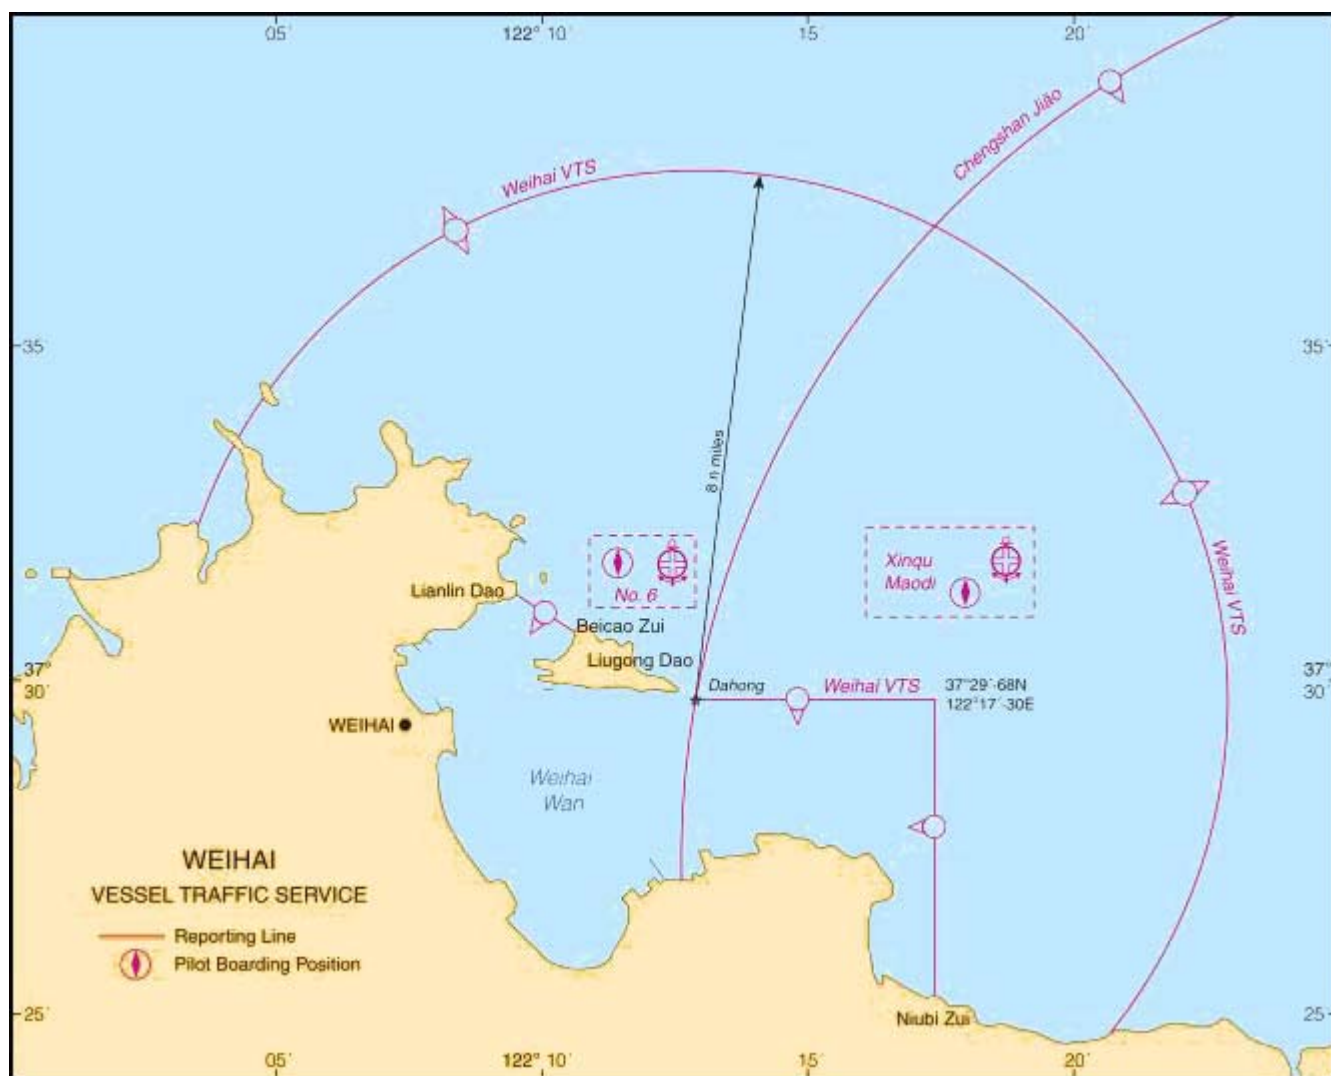 05´
122° 10´
15´
20´
Chengshan Jiāo
Weihai VTS
35´
35´
8 n miles
Xinqu
Maodi
No. 6
Weihai VTS
Lianlin Dao
Beicao Zui
Liugong Dao
37°
30´
37°
30´
Dahong
Weihai VTS
37°29´·68N
122°17´·30E
WEIHAI
Weihai
Wan
WEIHAI
VESSEL TRAFFIC SERVICE
Reporting Line
Pilot Boarding Position
Niubi Zui
25´
25´
05´
122° 10´
15´
20´